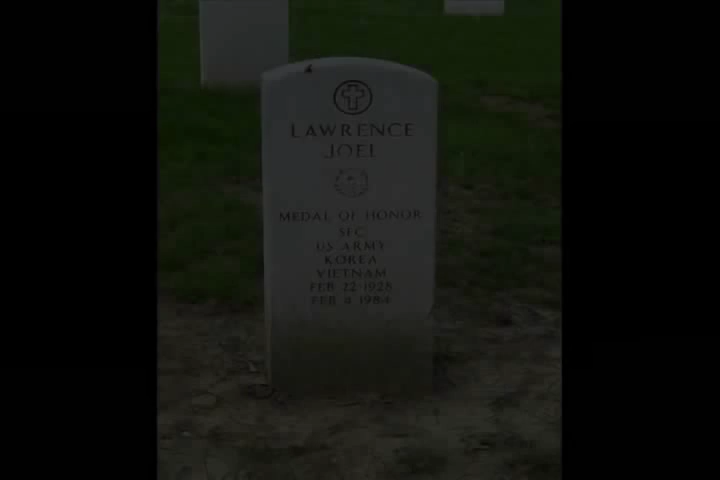 LAWRENCE
JOEL
MEDAL OF HONOR
SFC
US ARMY
KOREA
VIETNAM
FEB 22 1928
FEB 4 1984